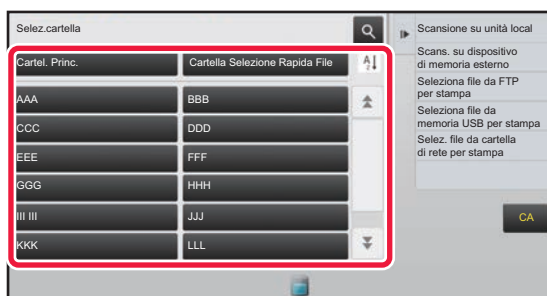 Selez.cartella
Cartel. Princ.
Cartella Selezione Rapida File
AAA
BBB
CCC
DDD
EEE
FFF
GGG
HHH
III III
JJJ
KKK
LLL
Scansione su unità local
Scans. su dispositivo
di memoria esterno
Seleziona file da FTP
per stampa
Seleziona file da
memoria USB per stampa
Selez. file da cartella
di rete per stampa
CA